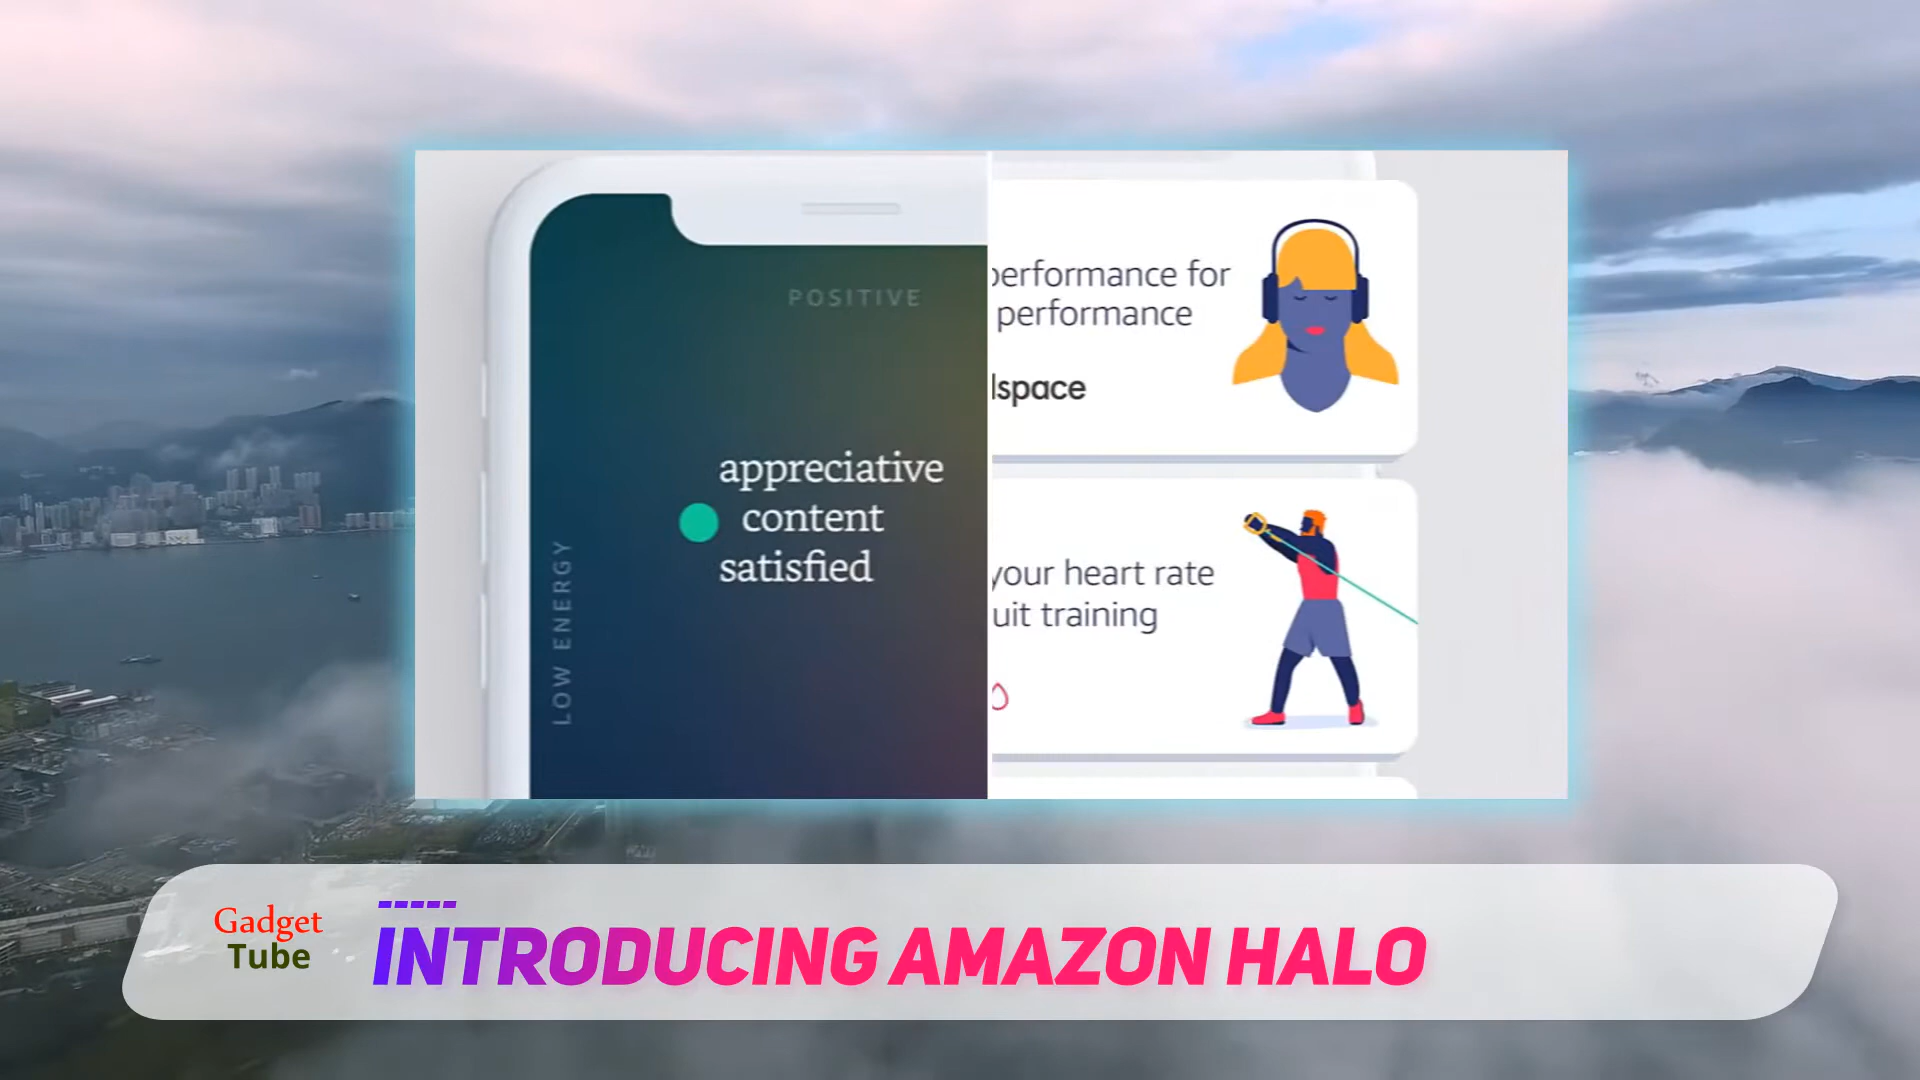 POSITIVE
appreciative
content
satisfied
LOW ENERGY
performance for
performance
dspace
your heart rate
uit training
Gadget
Tube
INTRODUCING AMAZON HALO